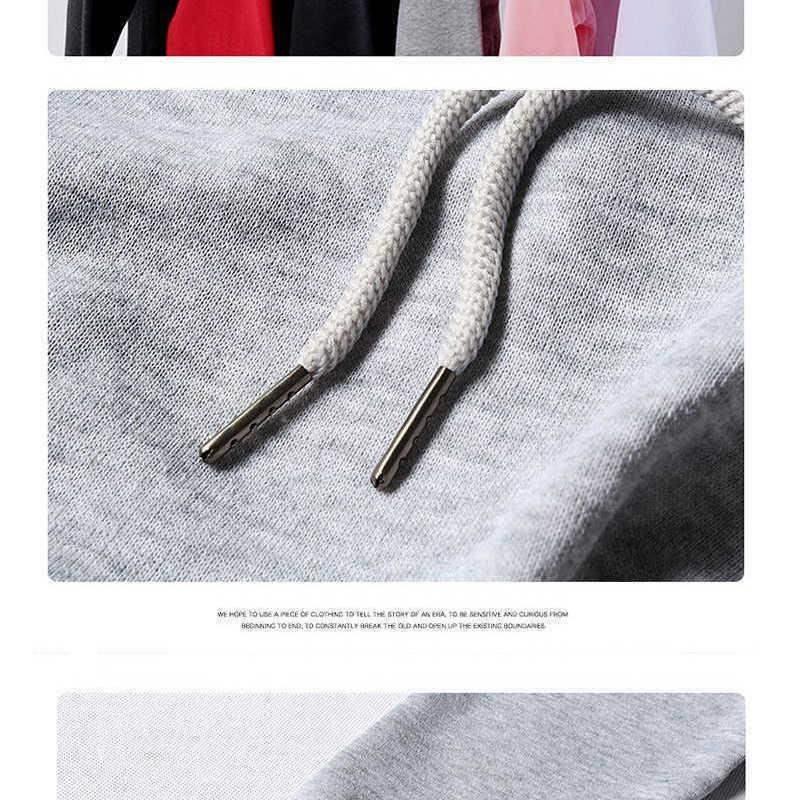 WE HOPE TO USE A PIECE OF CLOTHING TO TELL THE STORY OF AN ERA, TO BE SENSITIVE AND CURIOUS FROM
BEGINNING TO END, TO CONSTANTLY BREAK THE OLD AND OPEN UP THE EXISTING BOUNDARIES